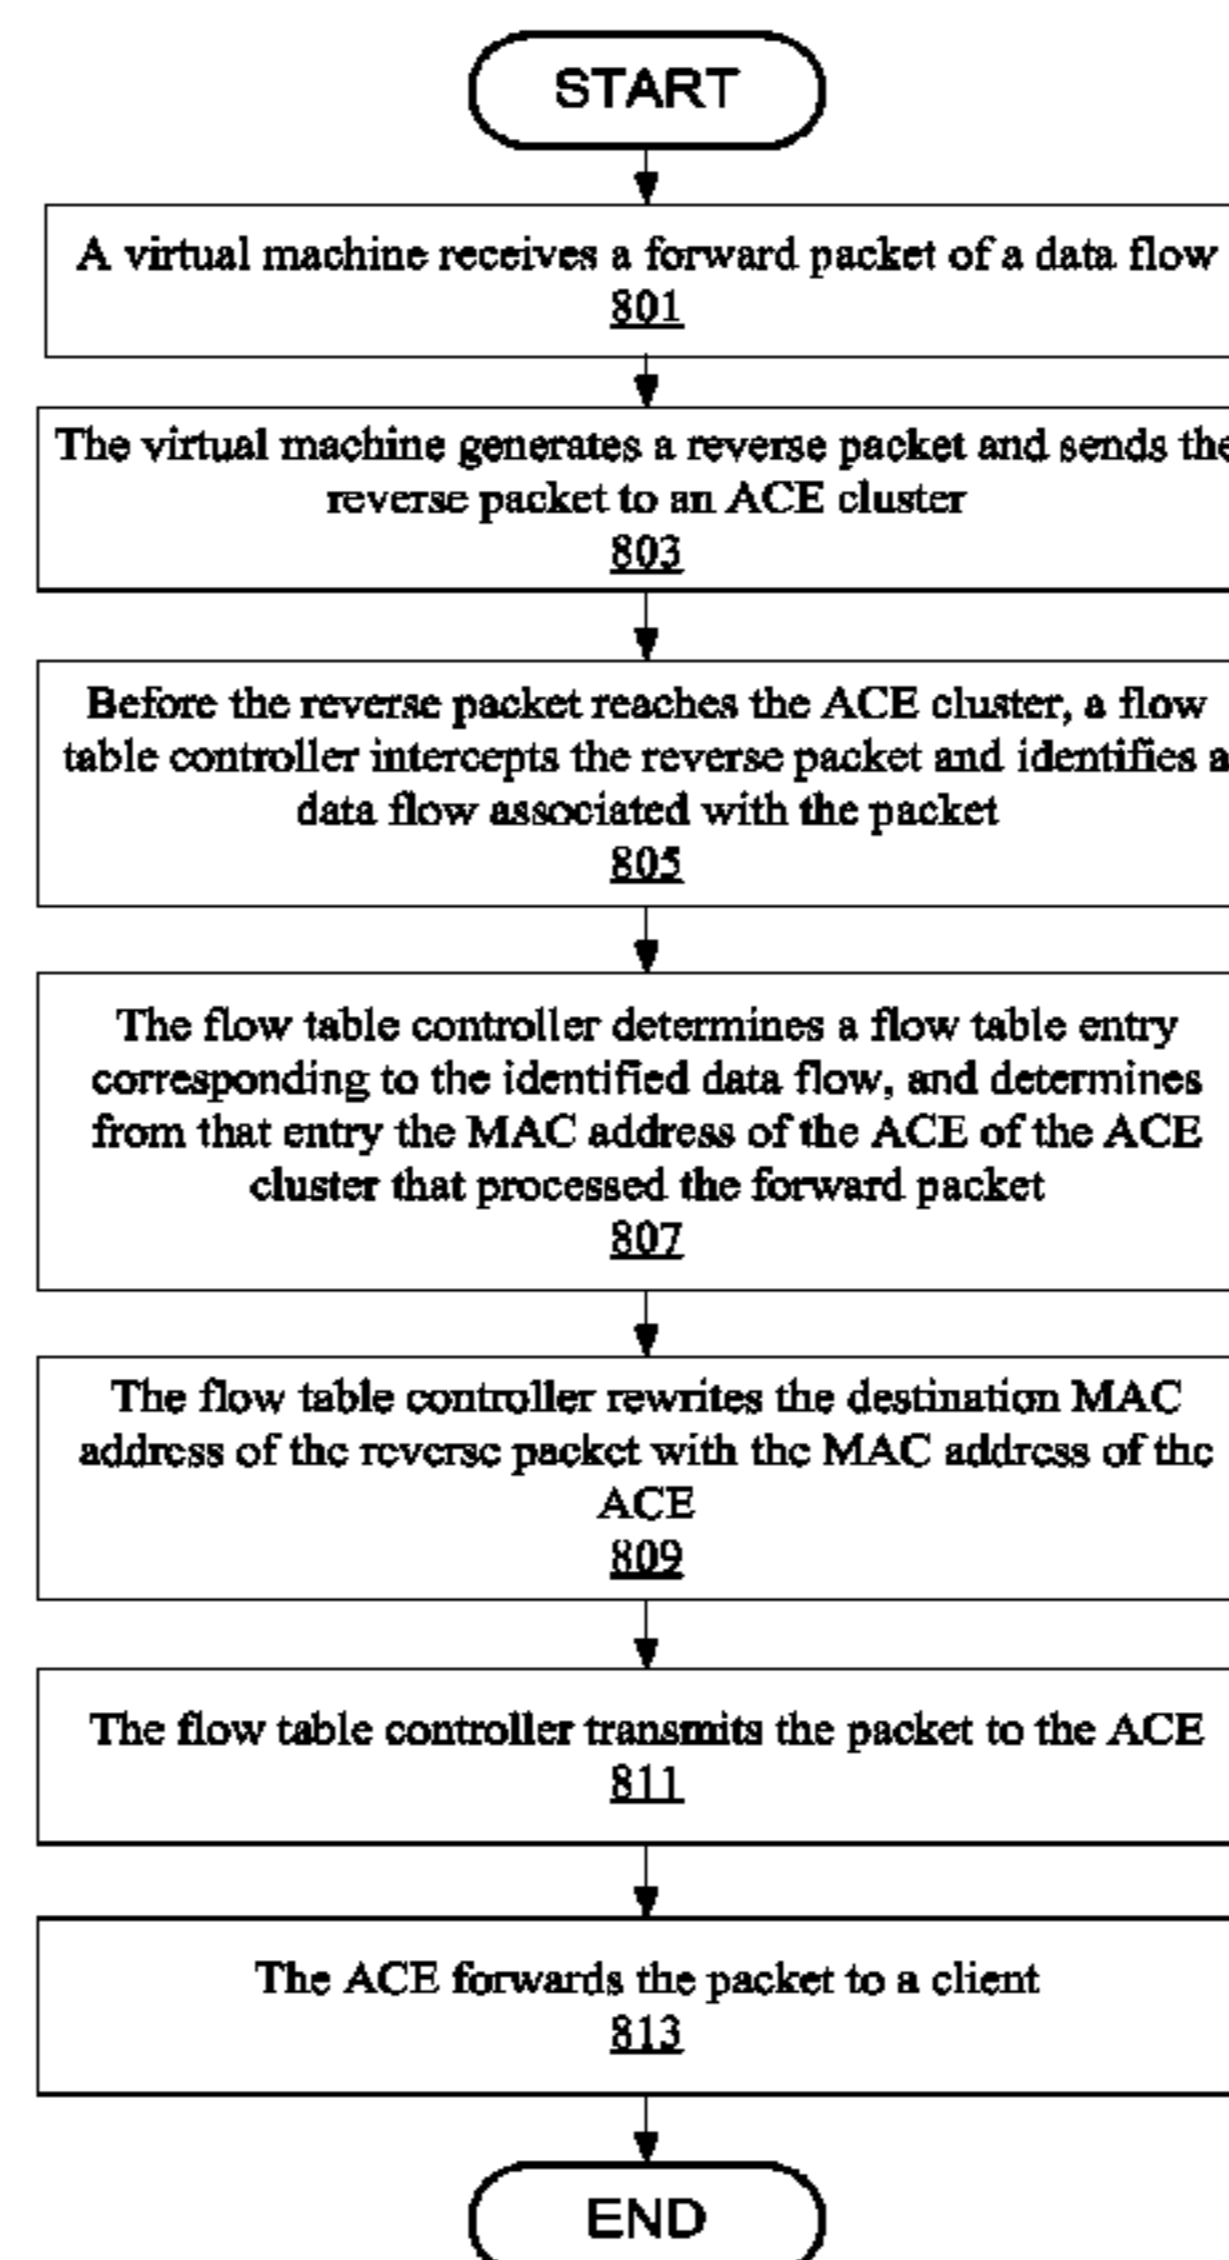 START
A virtual machine receives a forward packet of a data flow
801
The virtual machine generates a reverse packet and sends the
reverse packet to an ACE cluster
803
Before the reverse packet reaches the ACE cluster, a flow
table controller intercepts the reverse packet and identifies a
data flow associated with the packet
805
The flow table controller determines a flow table entry
corresponding to the identified data flow, and determines
from that entry the MAC address of the ACE of the ACE
cluster that processed the forward packet
807
The flow table controller rewrites the destination MAC
address of the reverse packet with the MAC address of the
ACE
809
The flow table controller transmits the packet to the ACE
811
The ACE forwards the packet to a client
813
END